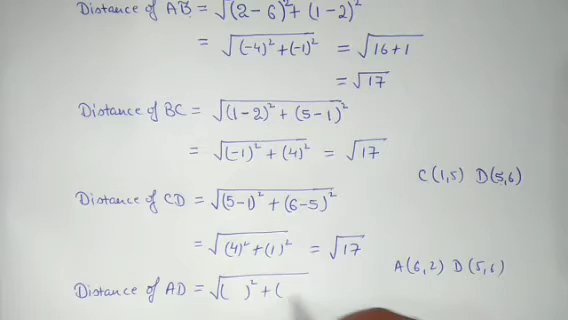 Distance of AB = √(2-6)² + (1-2)²
= √(-4)² + (-1)² = √16+1
= √17
Distance of BC = √(1-2)² + (5-1)²
= √(-1)² + (4)² = √17
C(1,5) D(5,6)
Distance of CD = √(5-1)² + (6-5)²
= √(4)² + (1)² = √17
A(6,2) D(5,6)
Distance of AD = √( )² + (